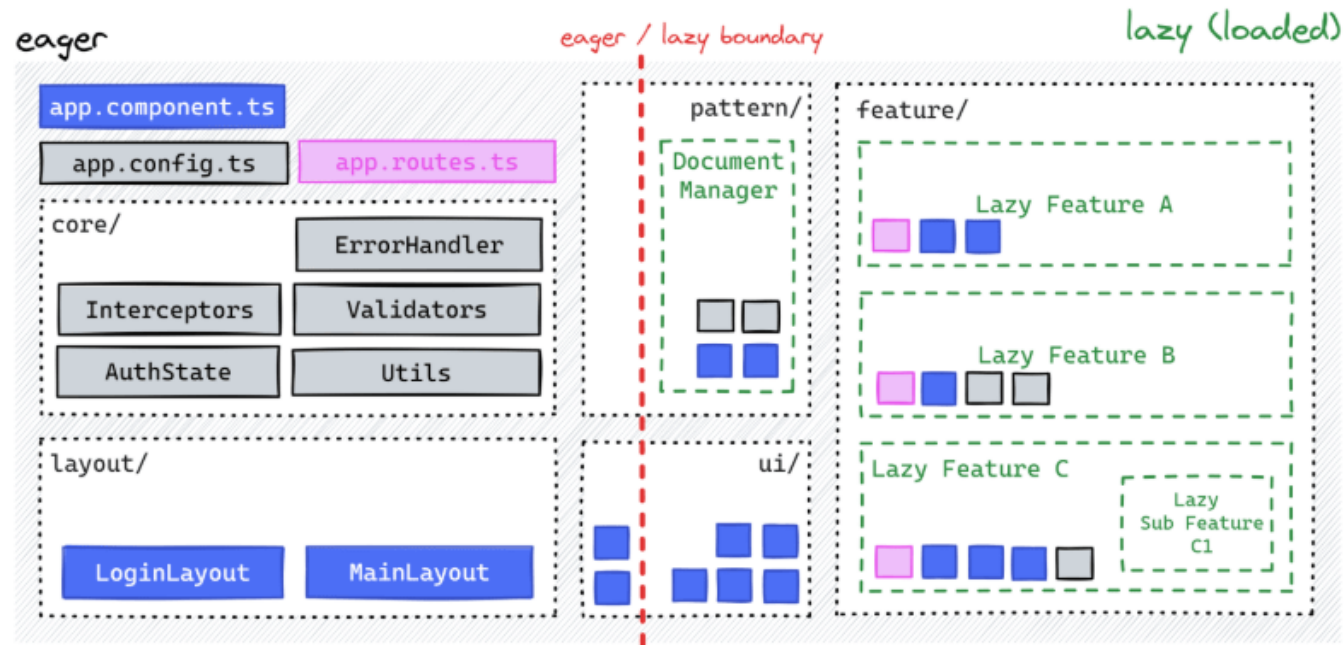 eager
eager / lazy boundary
lazy (loaded)
app.component.ts
app.config.ts
app.routes.ts
core/
ErrorHandler
Interceptors
Validators
AuthState
Utils
layout/
LoginLayout
MainLayout
pattern/
Document
Manager
ui/
feature/
Lazy Feature A
Lazy Feature B
Lazy Feature C
Lazy
Sub Feature
C1